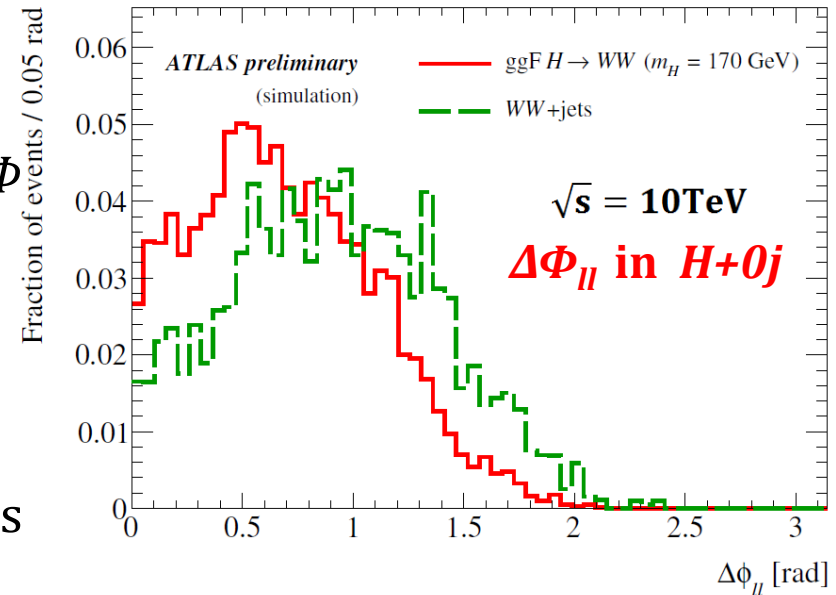 Fraction of events / 0.05 rad
0.06
0.05
0.04
0.03
0.02
0.01
0
ATLAS preliminary
(simulation)
ggF H → WW (m_H = 170 GeV)
WW+jets
Φ
√s = 10TeV
ΔΦ_ll in H+0j
s
0 0.5 1 1.5 2 2.5 3
Δϕ_ll [rad]